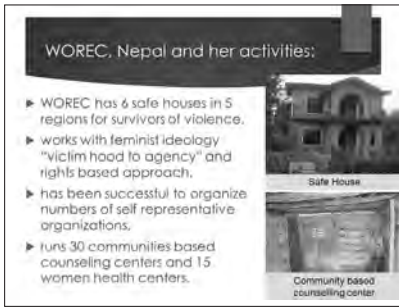 WOREC, Nepal and her activities:
WOREC has 6 safe houses in 5
regions for survivors of violence.
works with feminist ideology
"victim hood to agency" and
rights based approach.
has been successful to organize
numbers of self representative
organizations.
runs 30 communities based
counseling centers and 15
women health centers.
Safe House
Community based
counselling center